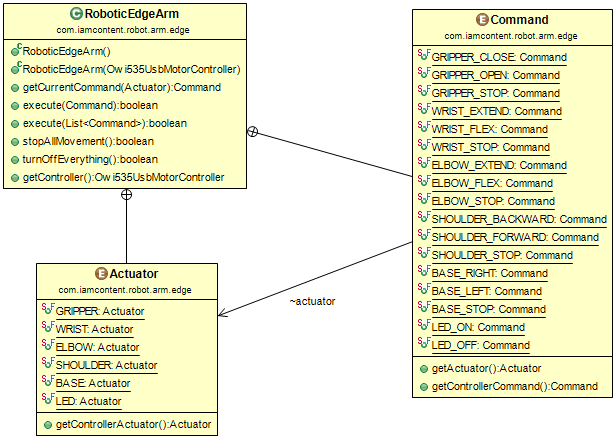 RoboticEdgeArm
com.iamcontent.robot.arm.edge
RoboticEdgeArm()
RoboticEdgeArm(Owi535UsbMotorController)
getCurrentCommand(Actuator):Command
execute(Command):boolean
execute(List<Command>):boolean
stopAllMovement():boolean
turnOffEverything():boolean
getController():Owi535UsbMotorController
Command
com.iamcontent.robot.arm.edge
GRIPPER_CLOSE: Command
GRIPPER_OPEN: Command
GRIPPER_STOP: Command
WRIST_EXTEND: Command
WRIST_FLEX: Command
WRIST_STOP: Command
ELBOW_EXTEND: Command
ELBOW_FLEX: Command
ELBOW_STOP: Command
SHOULDER_BACKWARD: Command
SHOULDER_FORWARD: Command
SHOULDER_STOP: Command
BASE_RIGHT: Command
BASE_LEFT: Command
BASE_STOP: Command
LED_ON: Command
LED_OFF: Command
getActuator():Actuator
getControllerCommand():Command
~actuator
Actuator
com.iamcontent.robot.arm.edge
GRIPPER: Actuator
WRIST: Actuator
ELBOW: Actuator
SHOULDER: Actuator
BASE: Actuator
LED: Actuator
getControllerActuator():Actuator